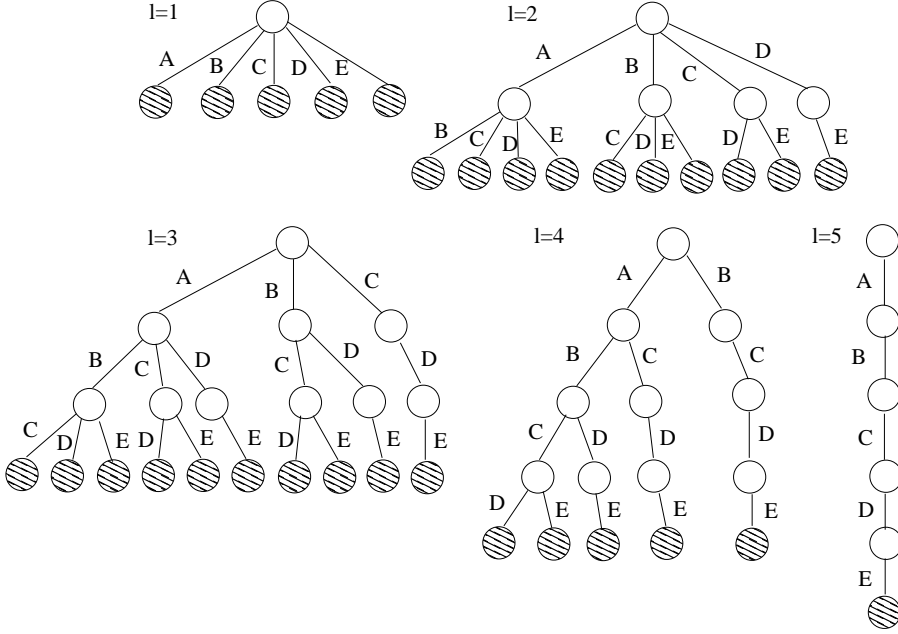 l=1
A B C D E
l=2
A B C D
B C D E C D E D E E
l=3
A B C
B C D C D D
C D E D E E D E E E
l=4
A B
B C C
C D D D
D E E E E
l=5
A
B
C
D
E